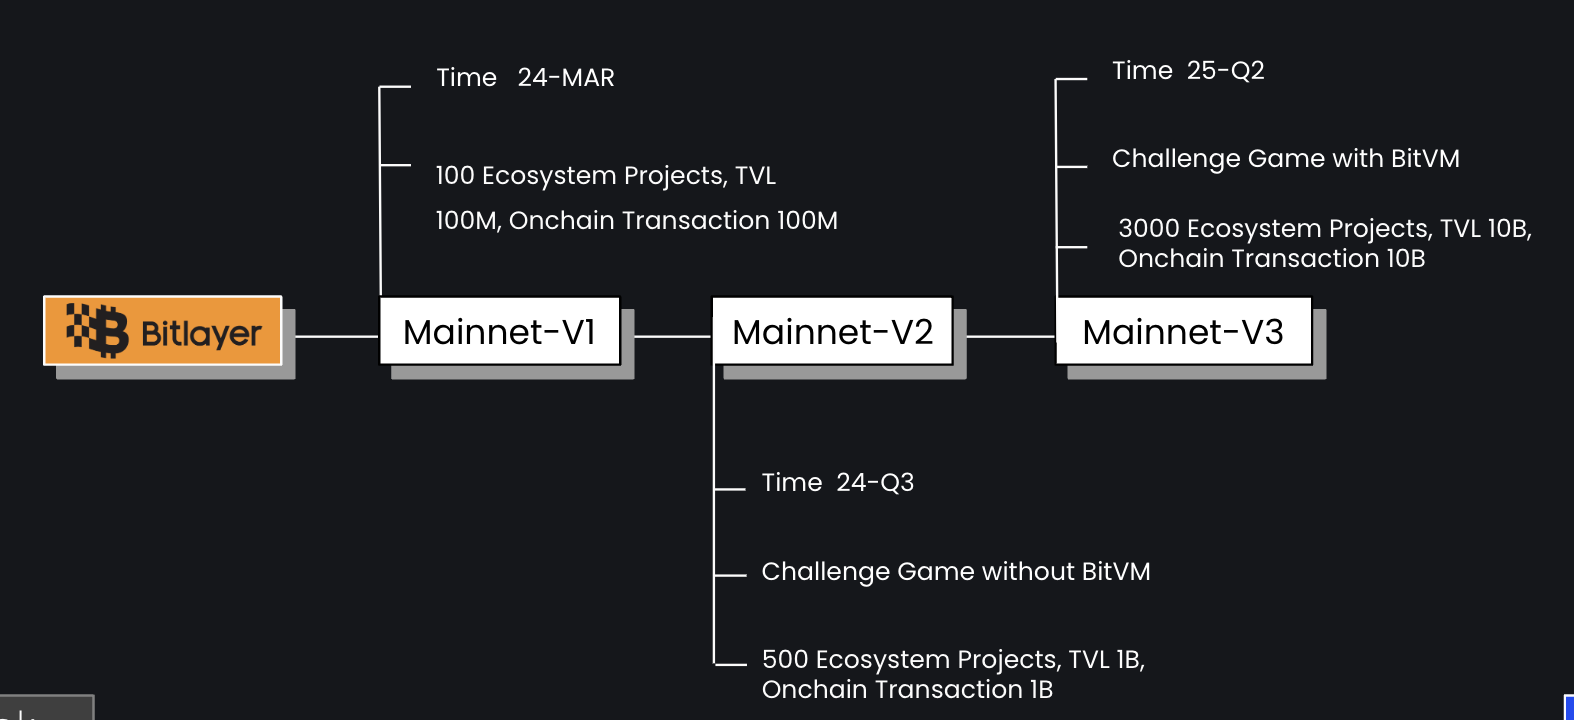 Time 24-MAR
100 Ecosystem Projects, TVL
100M, Onchain Transaction 100M
Time 25-Q2
Challenge Game with BitVM
3000 Ecosystem Projects, TVL 10B,
Onchain Transaction 10B
Bitlayer
Mainnet-V1
Mainnet-V2
Mainnet-V3
Time 24-Q3
Challenge Game without BitVM
500 Ecosystem Projects, TVL 1B,
Onchain Transaction 1B